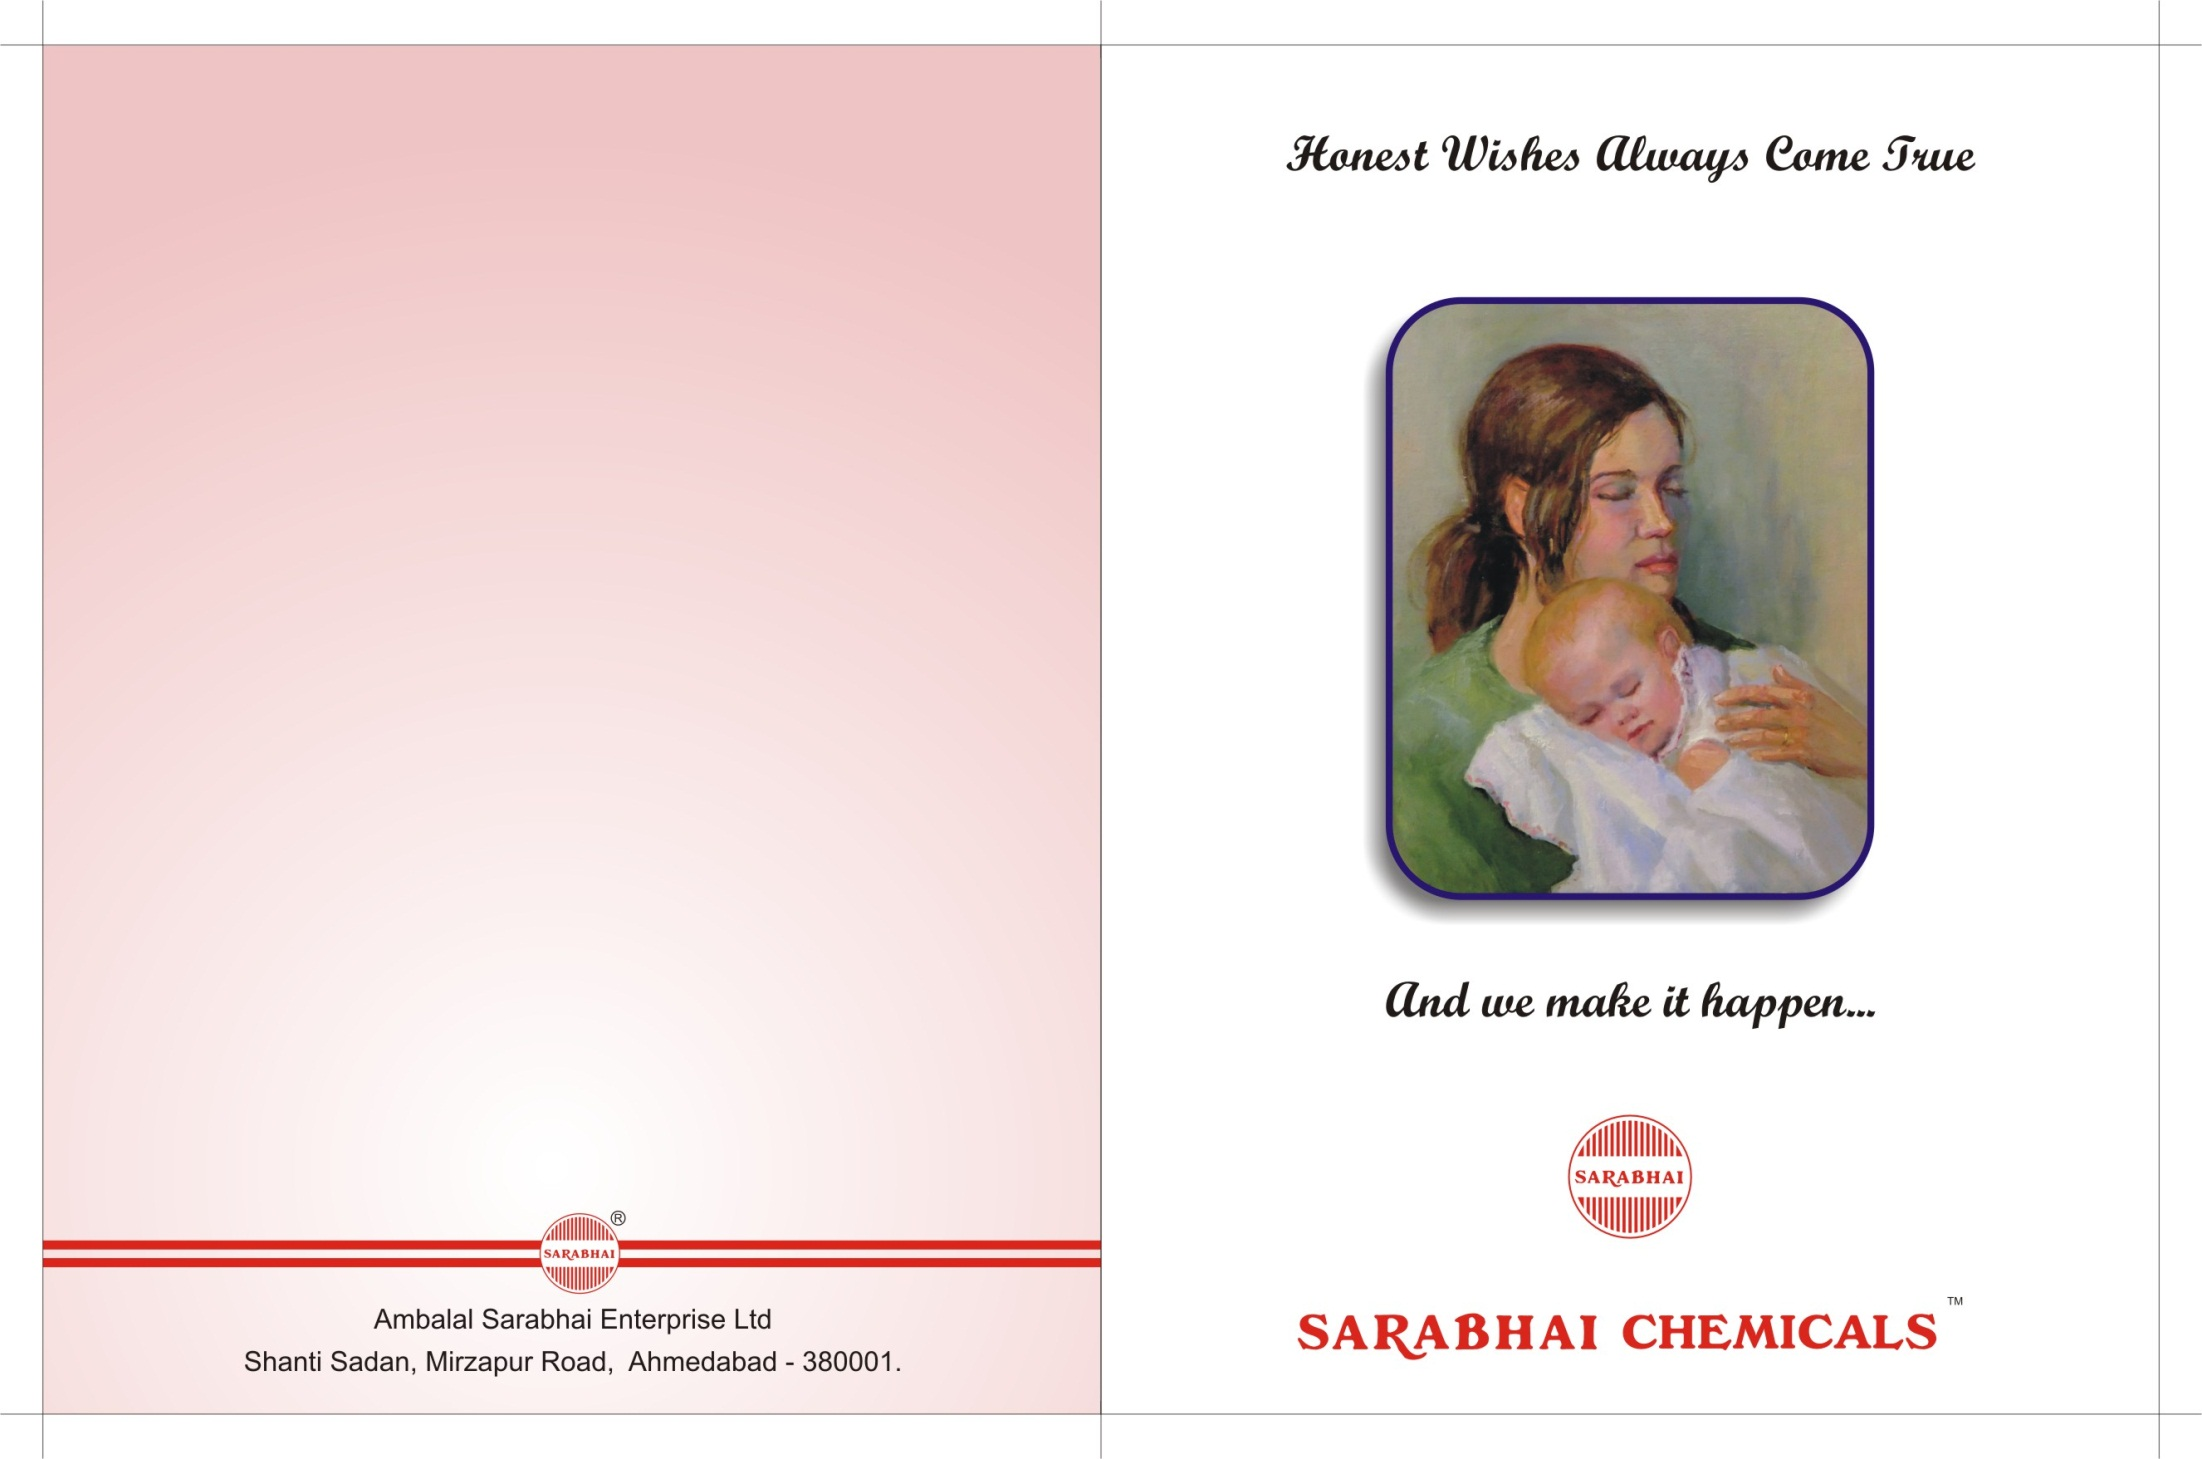 SARABHAI
®
Ambalal Sarabhai Enterprise Ltd
Shanti Sadan, Mirzapur Road, Ahmedabad - 380001.
Honest Wishes Always Come True
And we make it happen...
SARABHAI
SARABHAI CHEMICALS ™